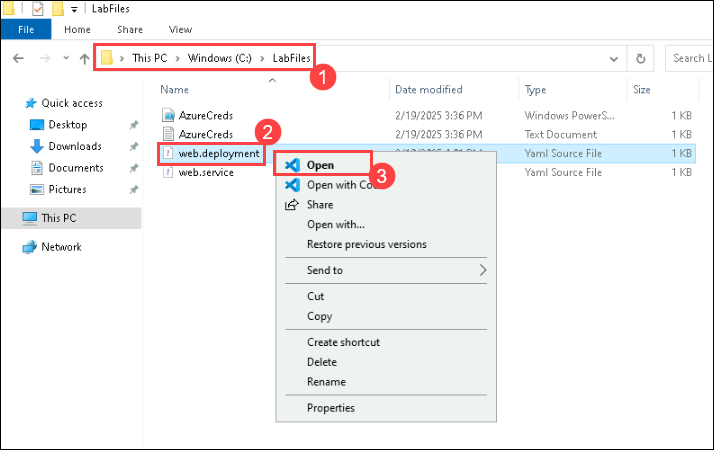 LabFiles
File Home Share View
This PC Windows (C:) LabFiles Search L
1
Name Date modified Type Size
Quick access
Desktop
Downloads
Documents
Pictures
This PC
Network
AzureCreds 2/19/2025 3:36 PM Windows PowerS... 1 KB
AzureCreds 2/19/2025 3:36 PM Text Document 1 KB
2
web.deployment Yaml Source File 1 KB
web.service Yaml Source File 1 KB
Open
3
Open with Co
Share
Open with...
Restore previous versions
Send to
Cut
Copy
Create shortcut
Delete
Rename
Properties